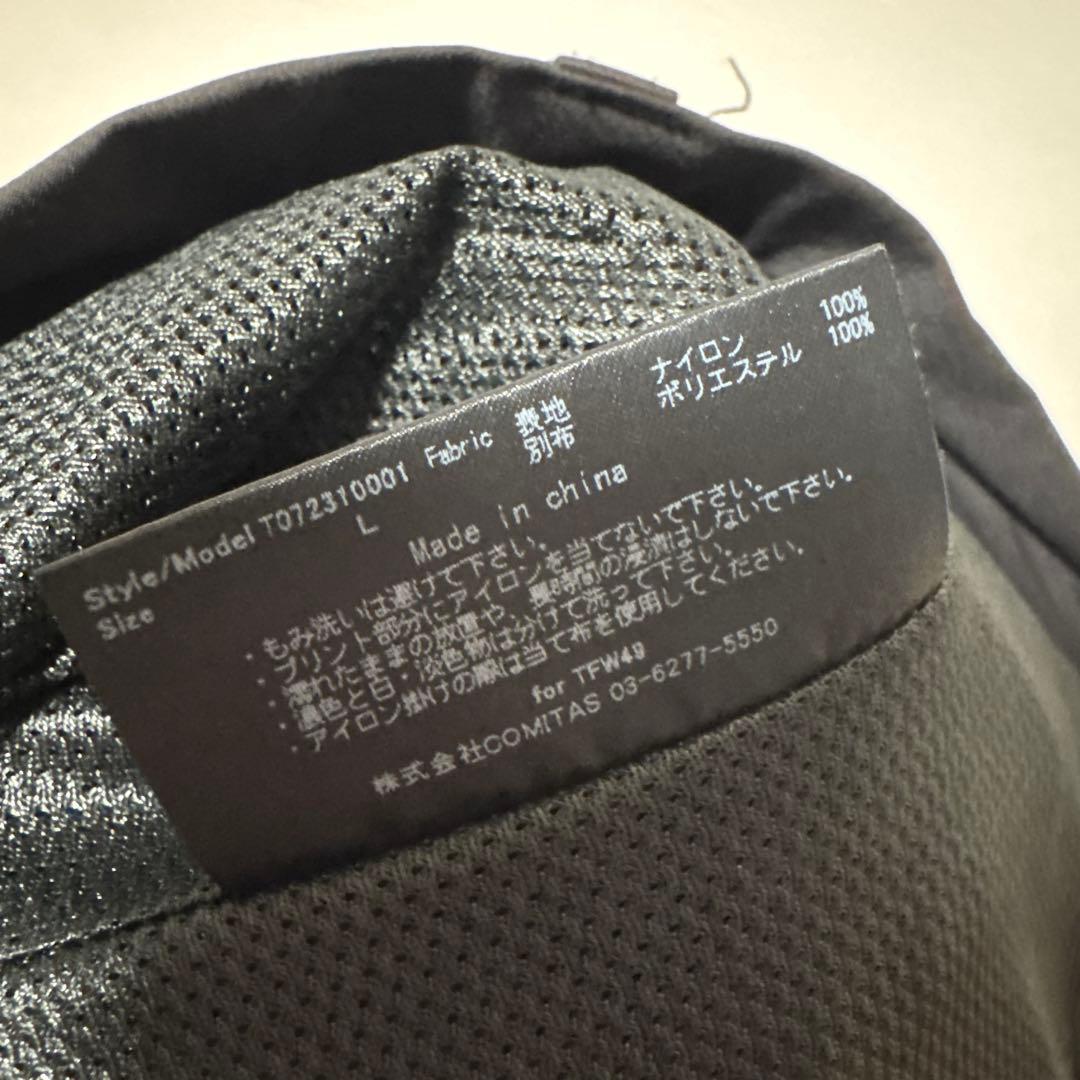 Style/Model T072310001 Fabric 表地 ナイロン 100%
別布 ポリエステル 100%
Size L
Made in china
・もみ洗いは避けて下さい。
・プリント部分にアイロンを当てないで下さい。
・濡れたままの放置や、長時間の浸漬はしないで下さい。
・濃色と白・淡色物は分けて洗って下さい。
・アイロン掛けの際は当て布を使用してください。
for TFW49
株式会社COMITAS 03-6277-5550